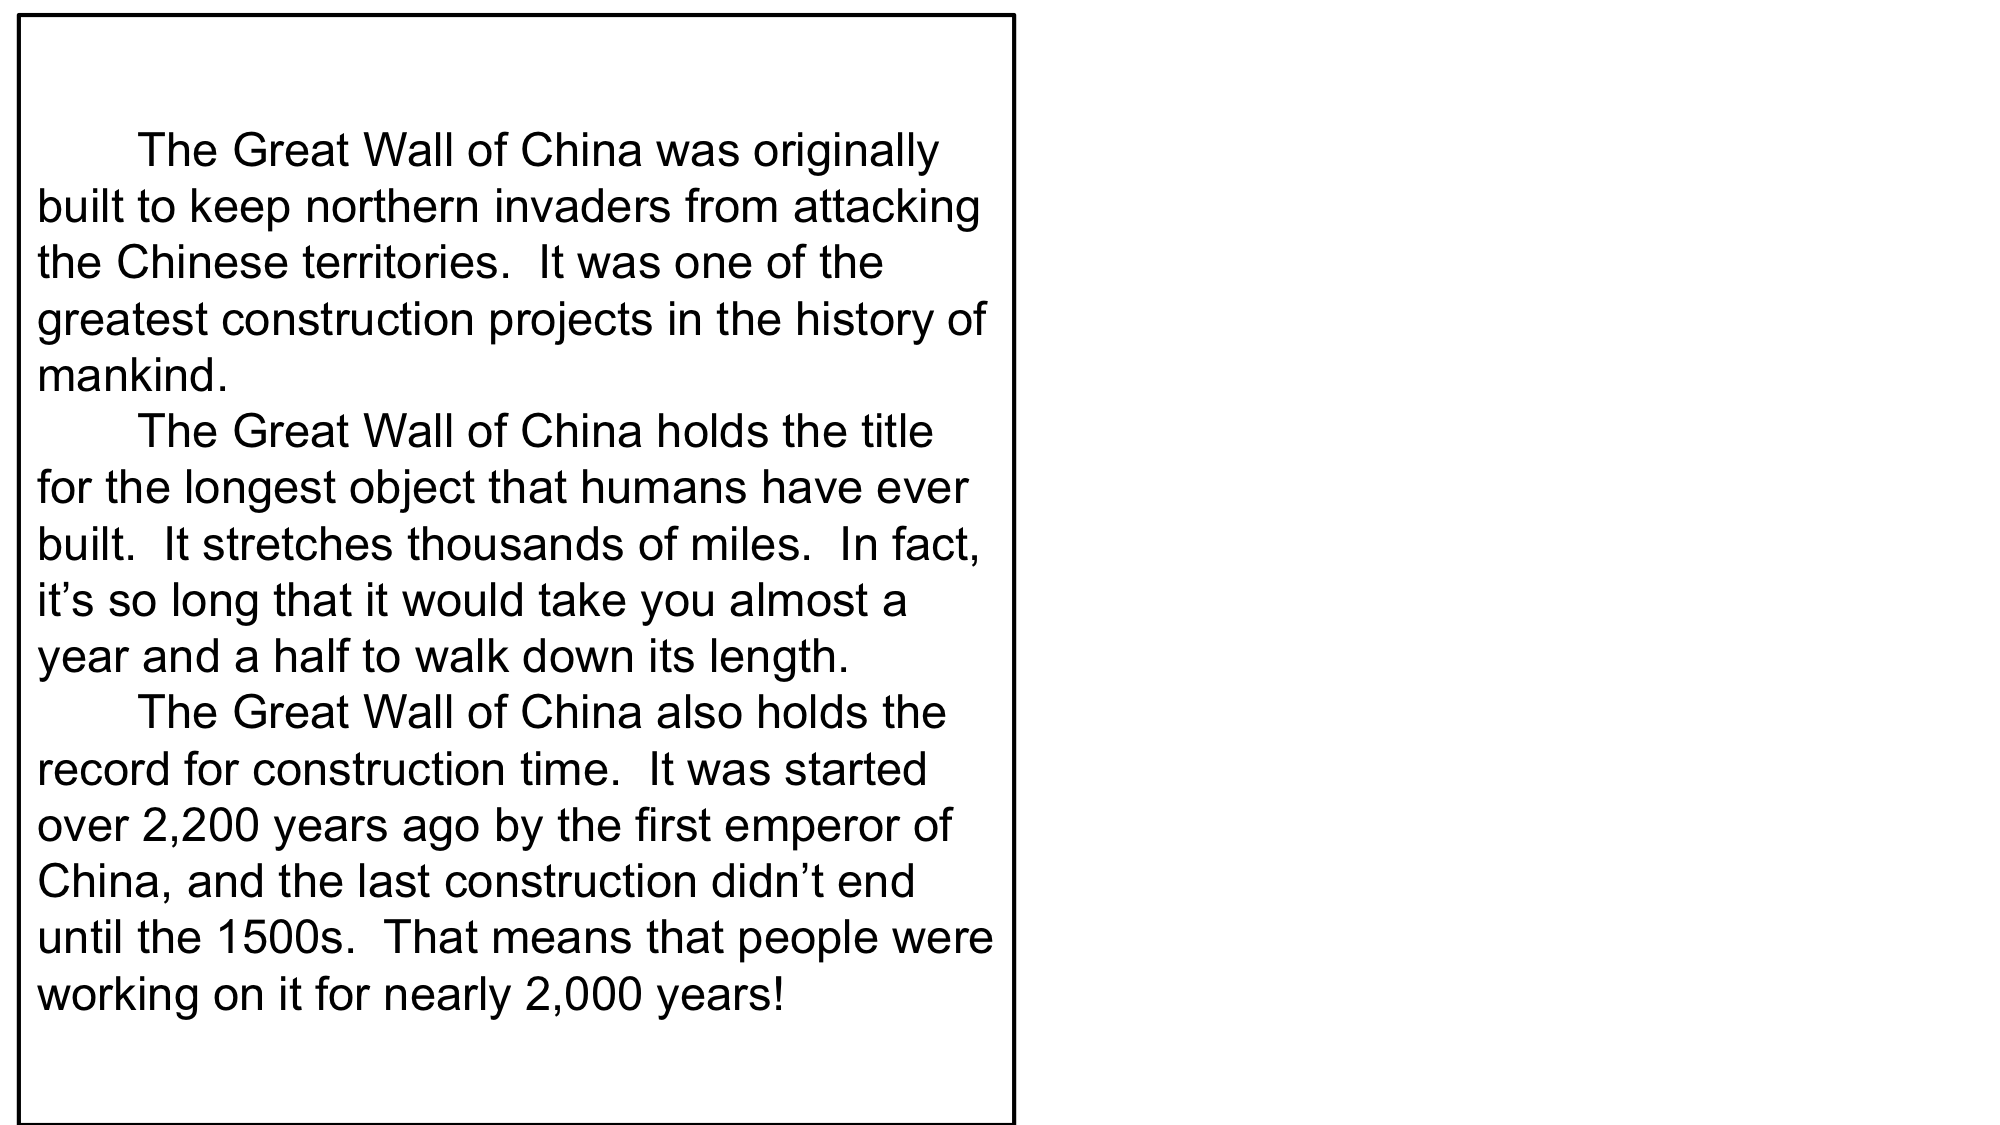 The Great Wall of China was originally
built to keep northern invaders from attacking
the Chinese territories.  It was one of the
greatest construction projects in the history of
mankind.
The Great Wall of China holds the title
for the longest object that humans have ever
built.  It stretches thousands of miles.  In fact,
it’s so long that it would take you almost a
year and a half to walk down its length.
The Great Wall of China also holds the
record for construction time.  It was started
over 2,200 years ago by the first emperor of
China, and the last construction didn’t end
until the 1500s.  That means that people were
working on it for nearly 2,000 years!